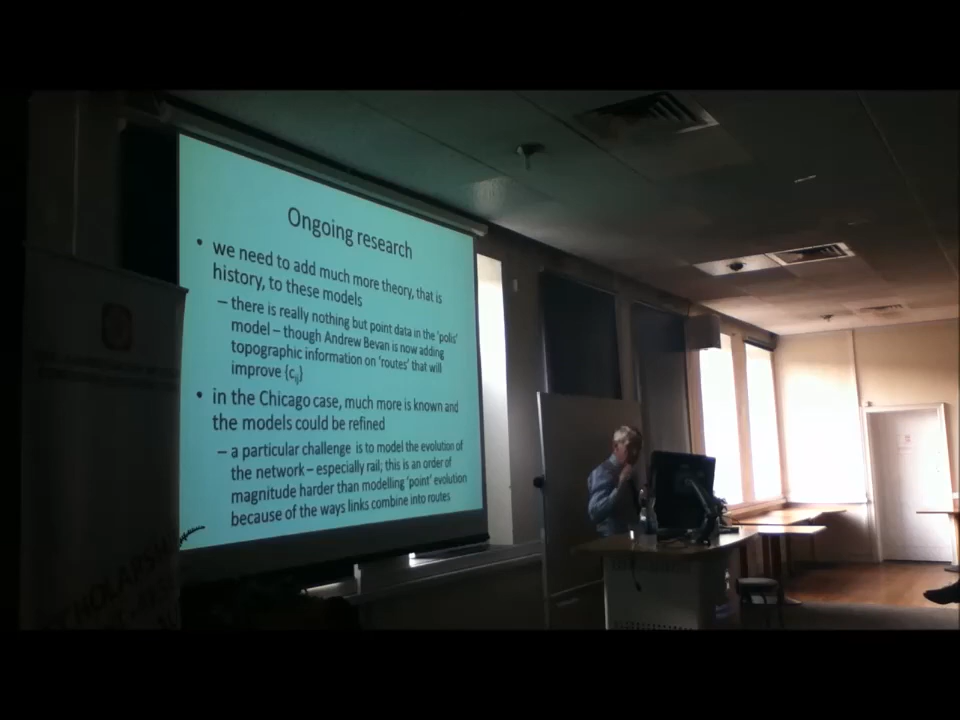 Ongoing research
• we need to add much more theory, that is
history, to these models
– there is really nothing but point data in the 'polis'
model – though Andrew Bevan is now adding
topographic information on 'routes' that will
improve {cij}
• in the Chicago case, much more is known and
the models could be refined
– a particular challenge is to model the evolution of
the network – especially rail; this is an order of
magnitude harder than modelling 'point' evolution
because of the ways links combine into routes